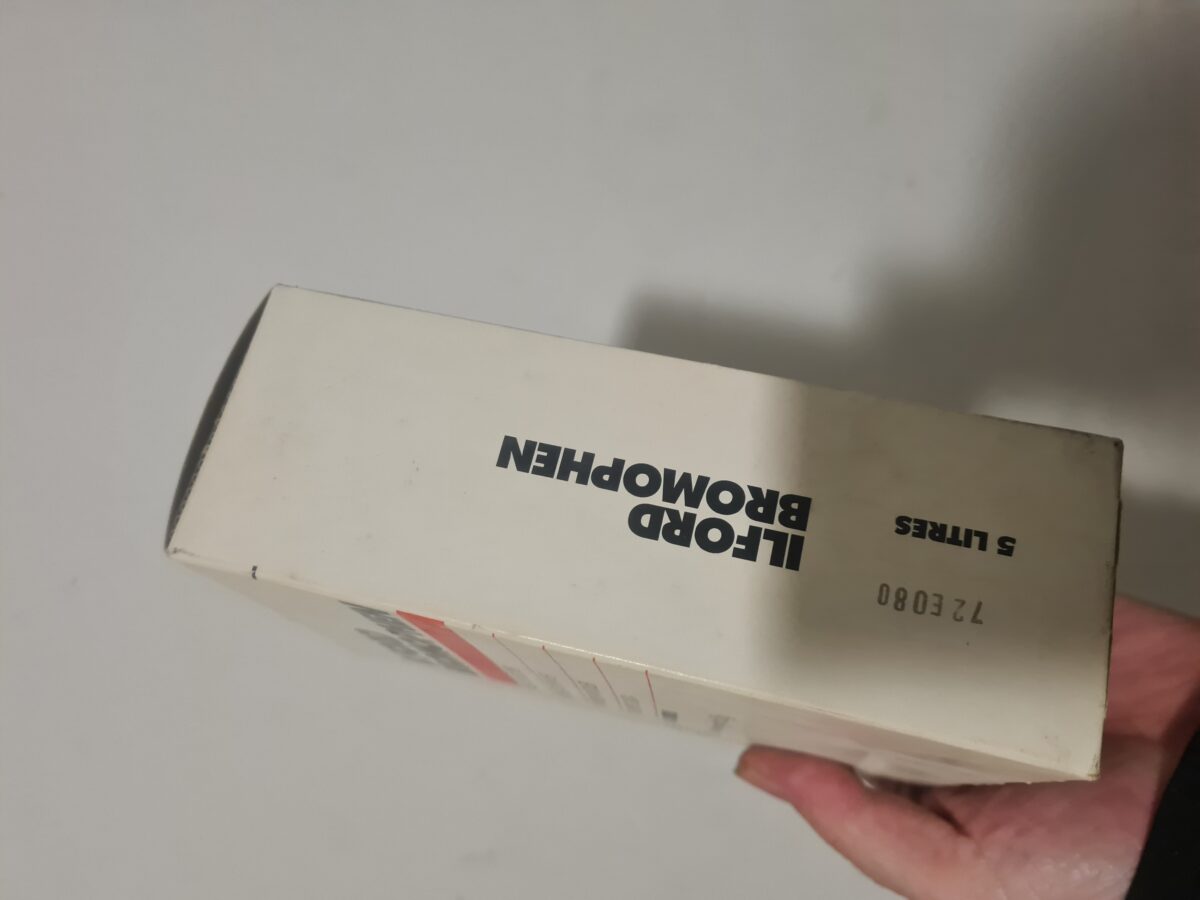 72E080
5 LITRES
ILFORD
BROMOPHEN